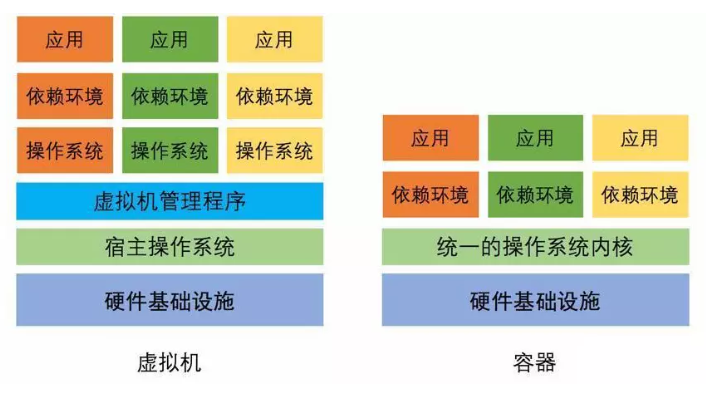 应用 应用 应用
依赖环境 依赖环境 依赖环境
操作系统 操作系统 操作系统
虚拟机管理程序
宿主操作系统
硬件基础设施
虚拟机
应用 应用 应用
依赖环境 依赖环境 依赖环境
统一的操作系统内核
硬件基础设施
容器